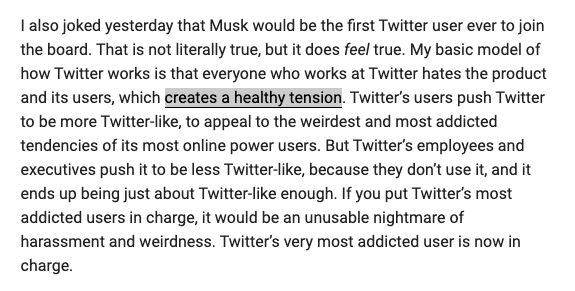 I also joked yesterday that Musk would be the first Twitter user ever to join
the board. That is not literally true, but it does feel true. My basic model of
how Twitter works is that everyone who works at Twitter hates the product
and its users, which creates a healthy tension. Twitter’s users push Twitter
to be more Twitter-like, to appeal to the weirdest and most addicted
tendencies of its most online power users. But Twitter’s employees and
executives push it to be less Twitter-like, because they don’t use it, and it
ends up being just about Twitter-like enough. If you put Twitter’s most
addicted users in charge, it would be an unusable nightmare of
harassment and weirdness. Twitter’s very most addicted user is now in
charge.